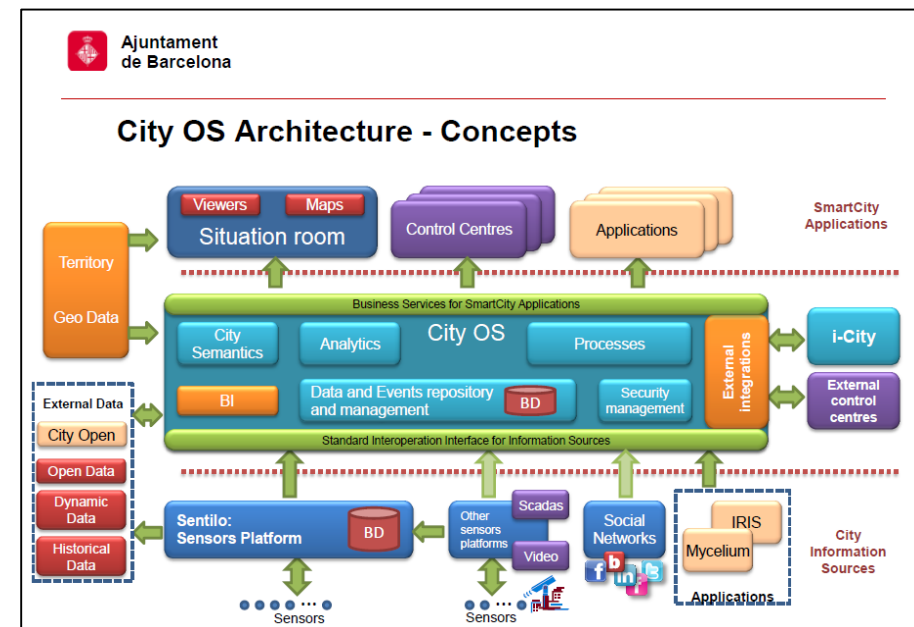 Ajuntament
de Barcelona
City OS Architecture - Concepts
Viewers
Maps
Situation room
Control Centres
Applications
SmartCity
Applications
Territory
Geo Data
Business Services for SmartCity Applications
City OS
City
Semantics
Analytics
Processes
BI
Data and Events repository
and management
BD
Security
management
External
integrations
i-City
External
control
centres
Standard Interoperation Interface for Information Sources
External Data
City Open
Open Data
Dynamic
Data
Historical
Data
Sentilo:
Sensors Platform
BD
Other
sensors
platforms
Scadas
Video
Social
Networks
f
b
in
t
f
IRIS
Mycelium
Applications
City
Information
Sources
...
Sensors
...
Sensors